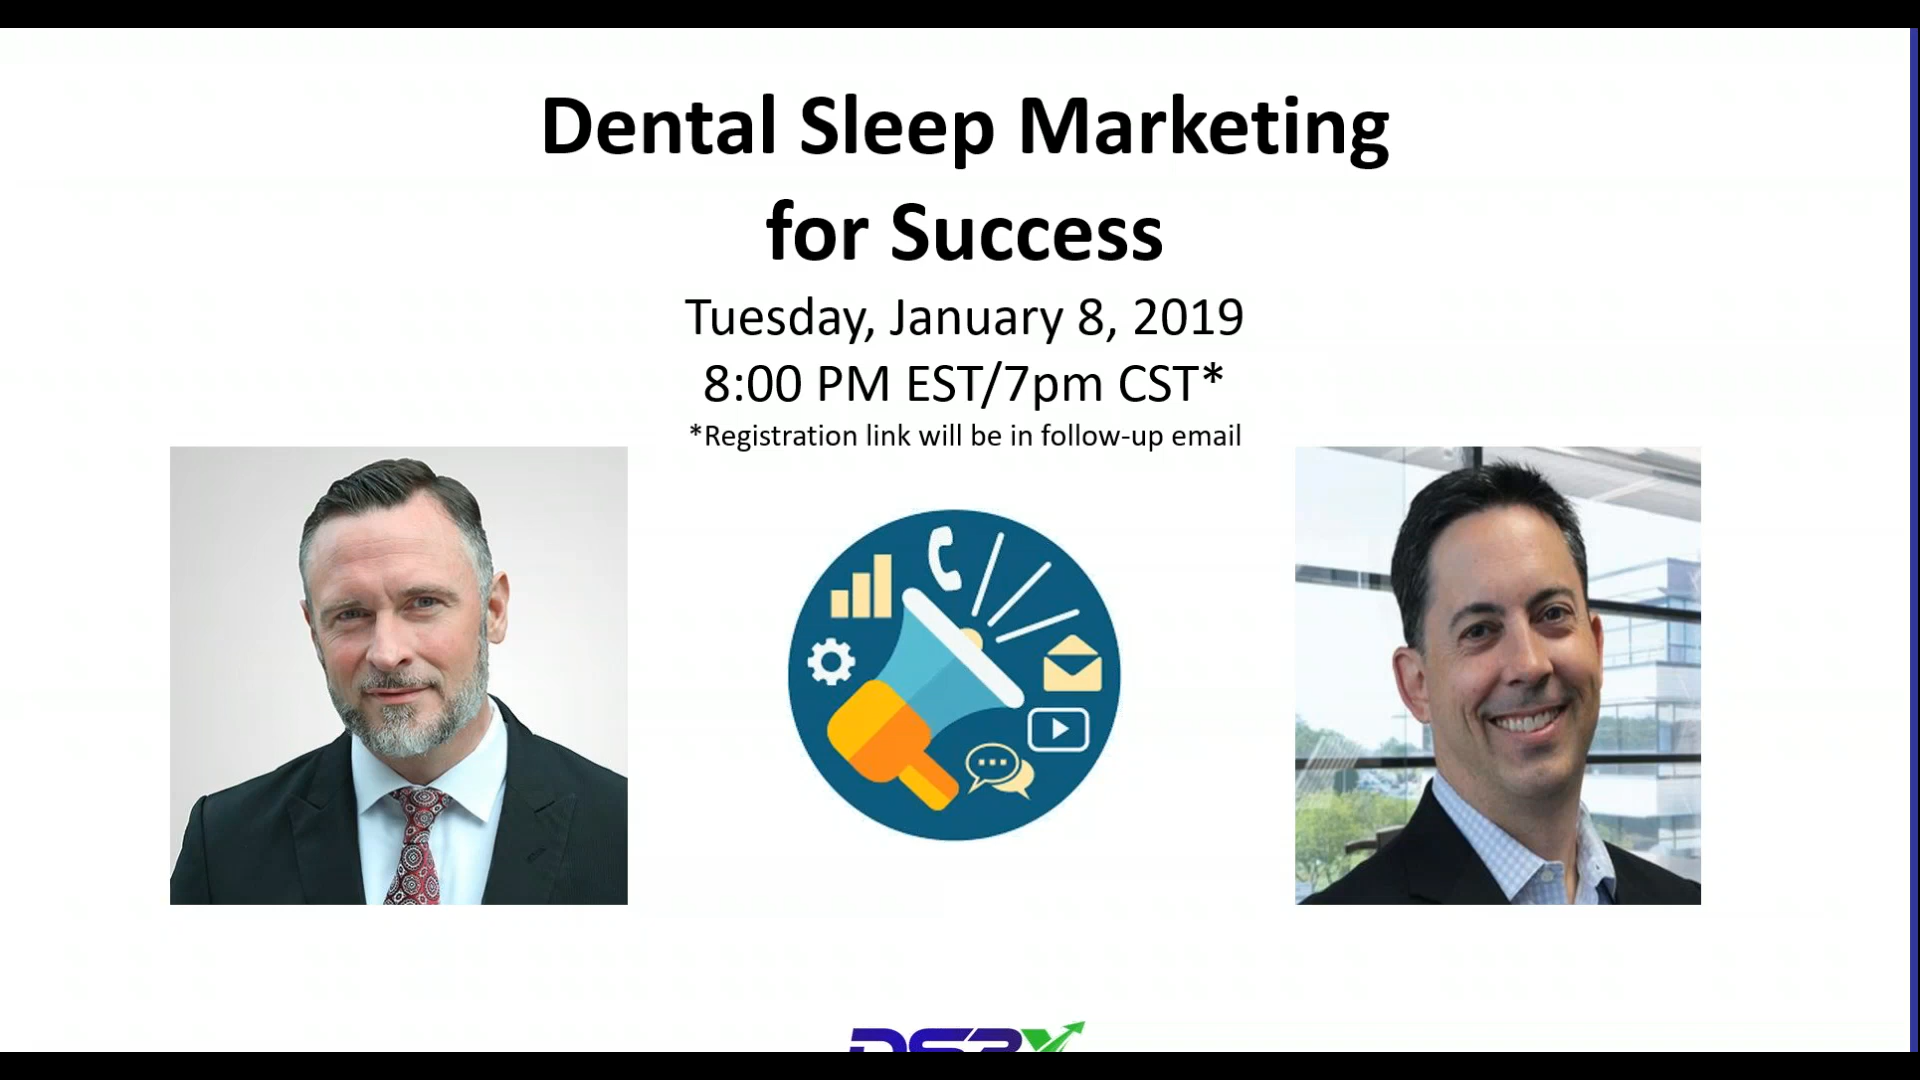 Dental Sleep Marketing
for Success
Tuesday, January 8, 2019
8:00 PM EST/7pm CST*
*Registration link will be in follow-up email